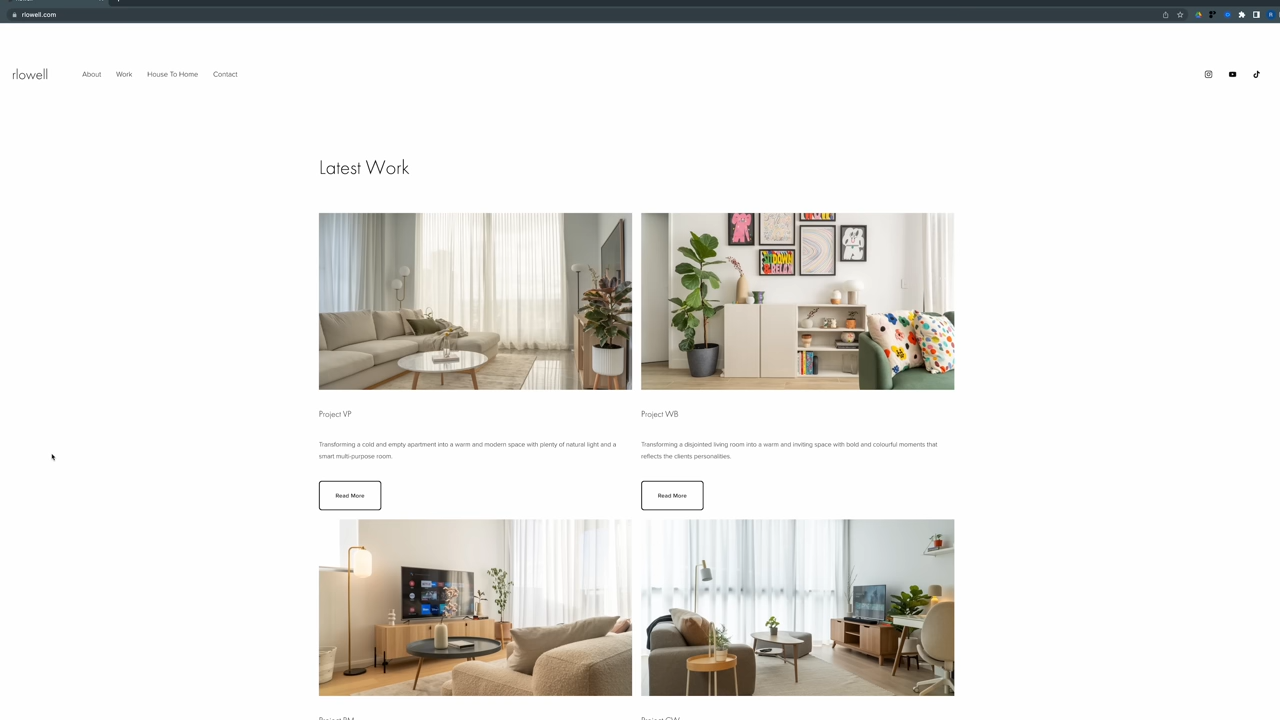 rlowell.com
rlowell About Work House To Home Contact
Latest Work
Project VP
Transforming a cold and empty apartment into a warm and modern space with plenty of natural light and a
smart multi-purpose room.
Read More
Project WB
Transforming a disjointed living room into a warm and inviting space with bold and colourful moments that
reflects the clients personalities.
Read More